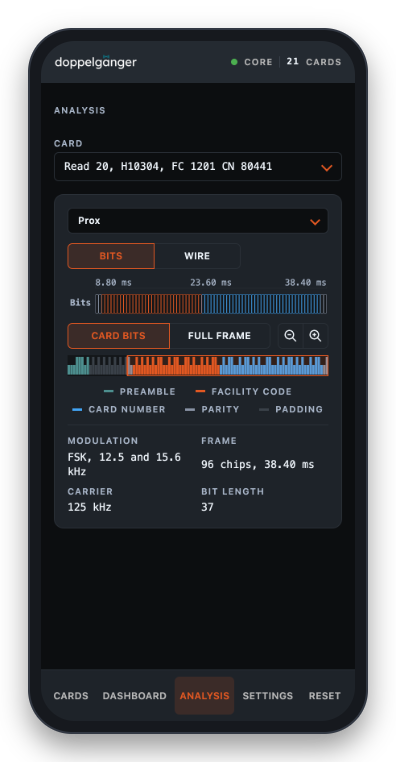 doppelgänger
CORE 21 CARDS
ANALYSIS
CARD
Read 20, H10304, FC 1201 CN 80441
Prox
BITS WIRE
8.80 ms 23.60 ms 38.40 ms
Bits
CARD BITS FULL FRAME
PREAMBLE FACILITY CODE
CARD NUMBER PARITY PADDING
MODULATION FRAME
FSK, 12.5 and 15.6
kHz
96 chips, 38.40 ms
CARRIER BIT LENGTH
125 kHz 37
CARDS DASHBOARD ANALYSIS SETTINGS RESET